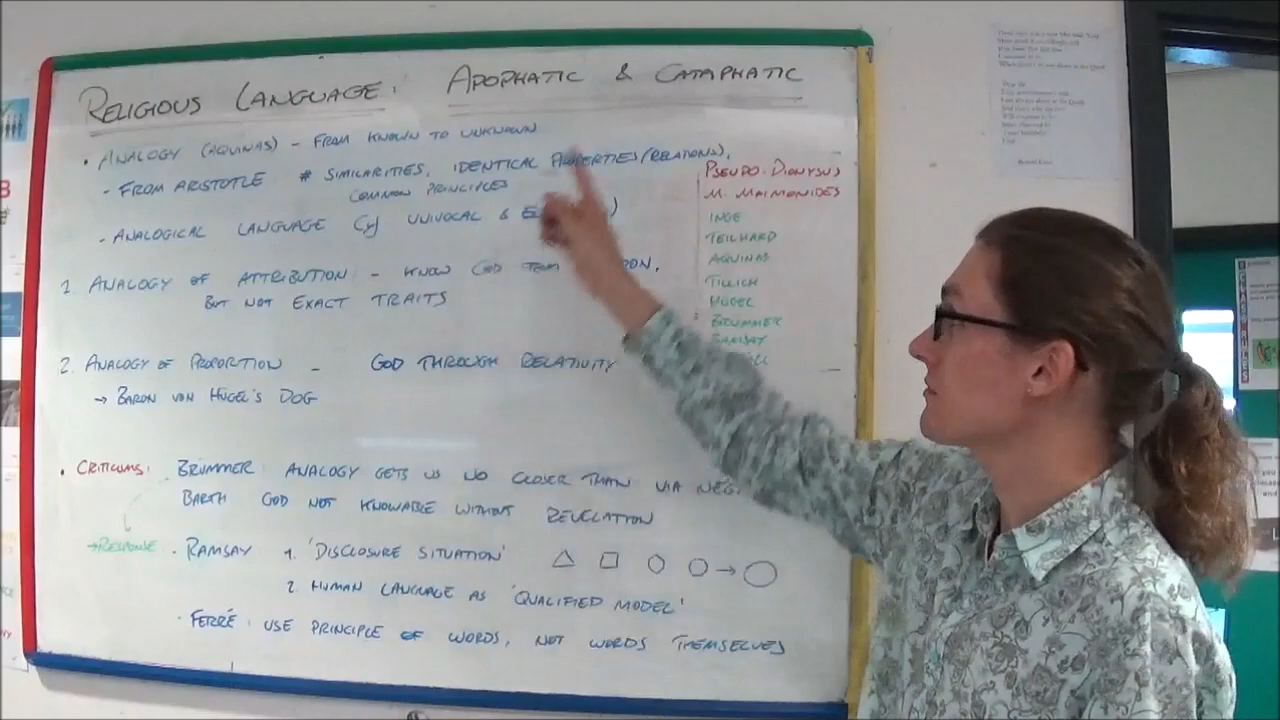 RELIGIOUS LANGUAGE: APOPHATIC & CATAPHATIC
• ANALOGY (AQUINAS) - FROM KNOWN TO UNKNOWN
- FROM ARISTOTLE # SIMILARITIES, IDENTICAL PROPERTIES (RELATIONS),
COMMON PRINCIPLES
- ANALOGICAL LANGUAGE UNIVOCAL & E
1. ANALOGY OF ATTRIBUTION - KNOW GOD
BUT NOT EXACT TRAITS
2. ANALOGY OF PROPORTION - GOD THROUGH RELATIVITY
→ BARON VON HÜGEL'S DOG
• CRITICISMS: BRÜMMER: ANALOGY GETS US NO CLOSER THAN VIA NEG
BARTH GOD NOT KNOWABLE WITHOUT REVELATION
→ RESPONSE • RAMSAY 1. 'DISCLOSURE SITUATION'
2. HUMAN LANGUAGE AS 'QUALIFIED MODEL'
• FERRÉ: USE PRINCIPLE OF WORDS, NOT WORDS THEMSELVES
PSEUDO-DIONYSUS
M. MAIMONIDES
INGE
TEILHARD
AQUINAS
TILLICH
HÜGEL
BRUMMER
RAMSAY